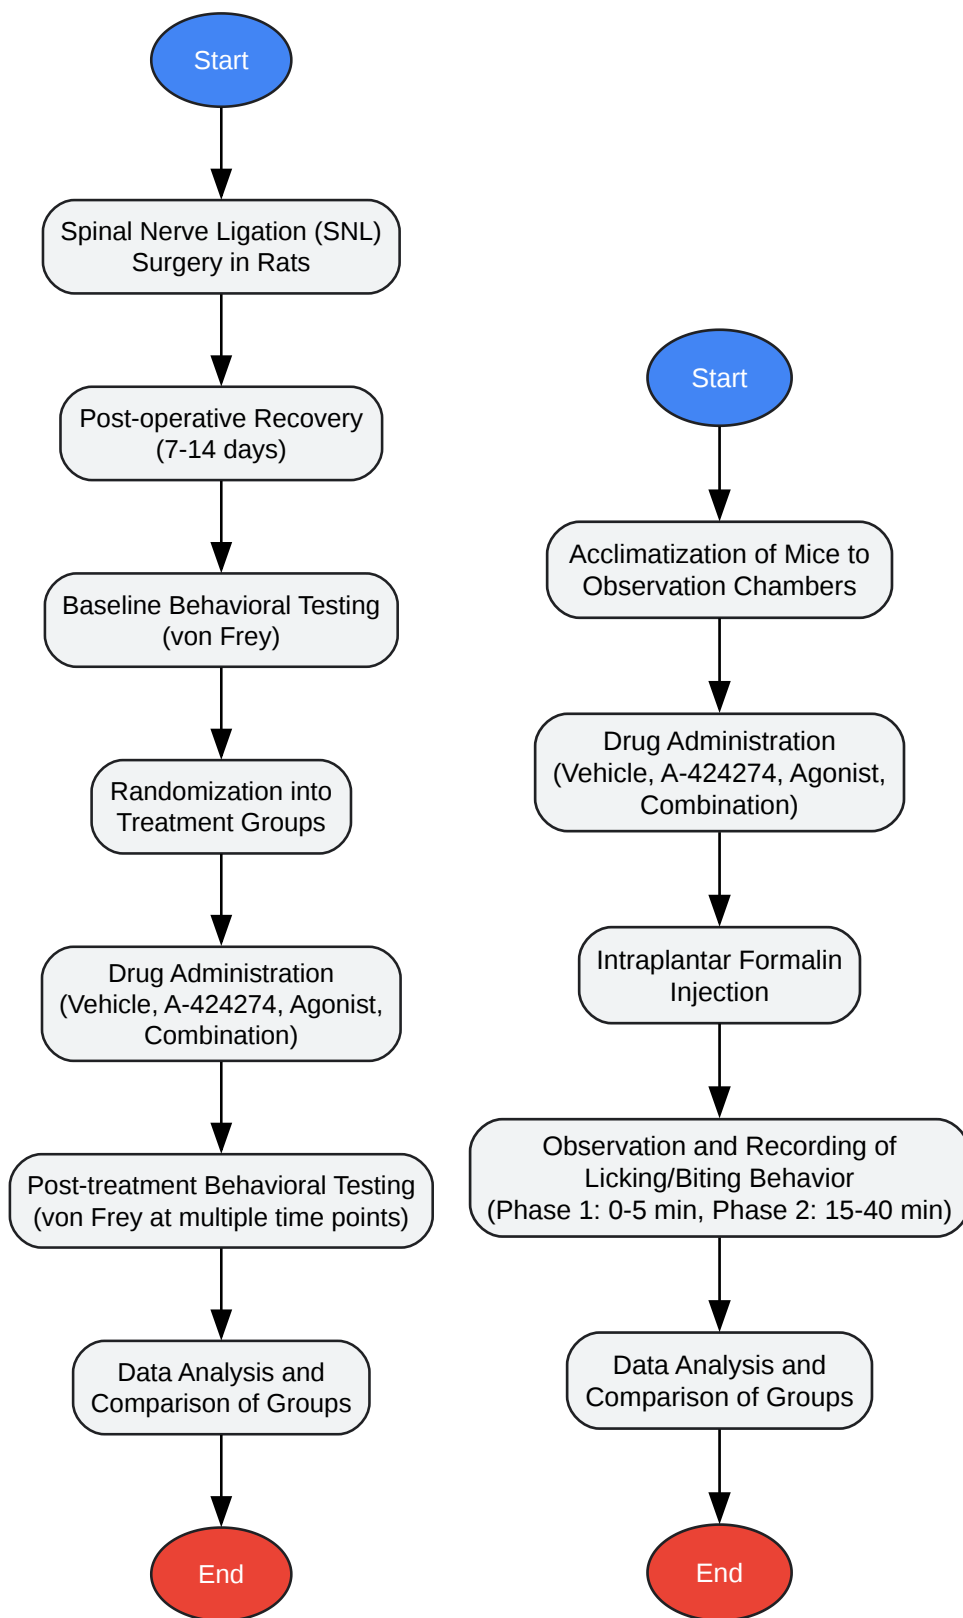 Start
Spinal Nerve Ligation (SNL)
Surgery in Rats
Post-operative Recovery
(7-14 days)
Baseline Behavioral Testing
(von Frey)
Randomization into
Treatment Groups
Drug Administration
(Vehicle, A-424274, Agonist,
Combination)
Post-treatment Behavioral Testing
(von Frey at multiple time points)
Data Analysis and
Comparison of Groups
End
Start
Acclimatization of Mice to
Observation Chambers
Drug Administration
(Vehicle, A-424274, Agonist,
Combination)
Intraplantar Formalin
Injection
Observation and Recording of
Licking/Biting Behavior
(Phase 1: 0-5 min, Phase 2: 15-40 min)
Data Analysis and
Comparison of Groups
End